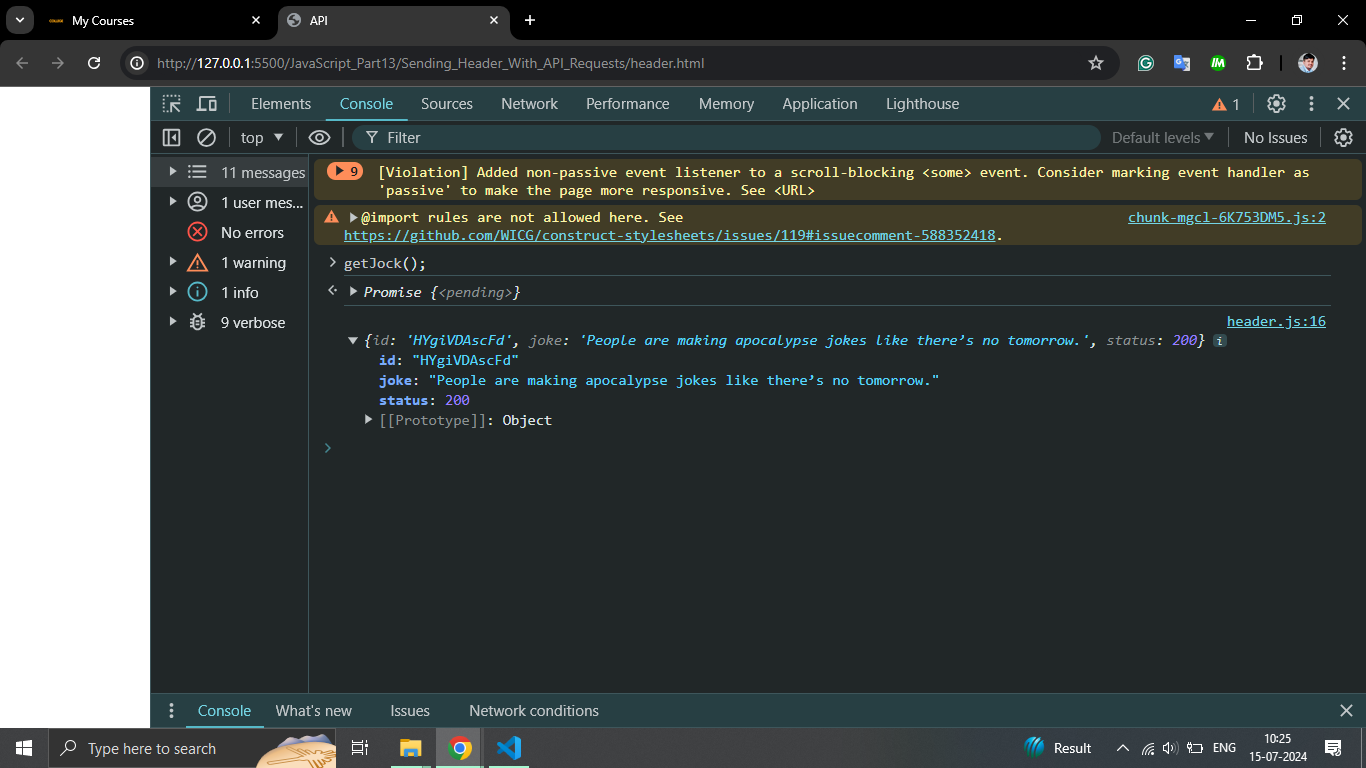 My Courses
API
http://127.0.0.1:5500/JavaScript_Part13/Sending_Header_With_API_Requests/header.html
Elements Console Sources Network Performance Memory Application Lighthouse 1
top Filter Default levels No Issues
11 messages
1 user mes...
No errors
1 warning
1 info
9 verbose
9 [Violation] Added non-passive event listener to a scroll-blocking <some> event. Consider marking event handler as
'passive' to make the page more responsive. See <URL>
@import rules are not allowed here. See chunk-mgcl-6K753DM5.js:2
https://github.com/WICG/construct-stylesheets/issues/119#issuecomment-588352418.
getJock();
Promise {<pending>}
header.js:16
{id: 'HYgiVDAscFd', joke: 'People are making apocalypse jokes like there’s no tomorrow.', status: 200}
id: "HYgiVDAscFd"
joke: "People are making apocalypse jokes like there’s no tomorrow."
status: 200
[[Prototype]]: Object
Console What's new Issues Network conditions
Type here to search
Result
ENG
10:25
15-07-2024